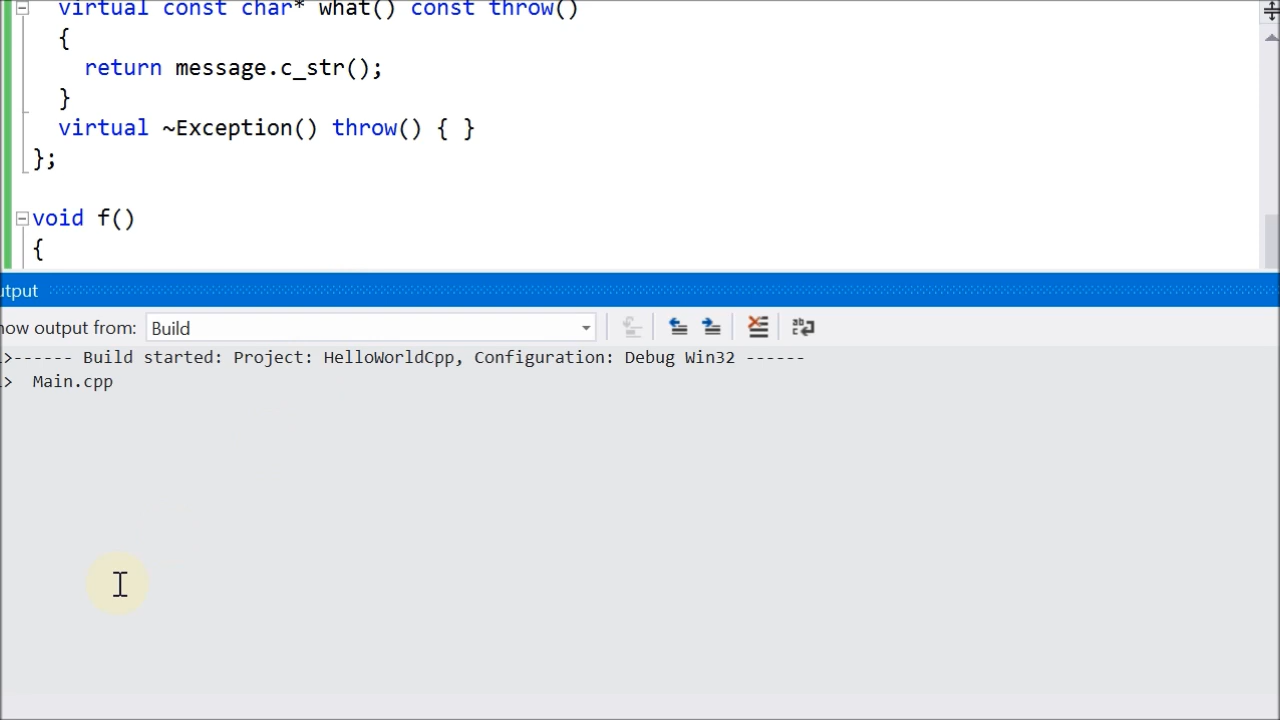 virtual const char* what() const throw()
{
return message.c_str();
}
virtual ~Exception() throw() { }
};
void f()
{
utput
how output from: Build
>------ Build started: Project: HelloWorldCpp, Configuration: Debug Win32 ------
> Main.cpp